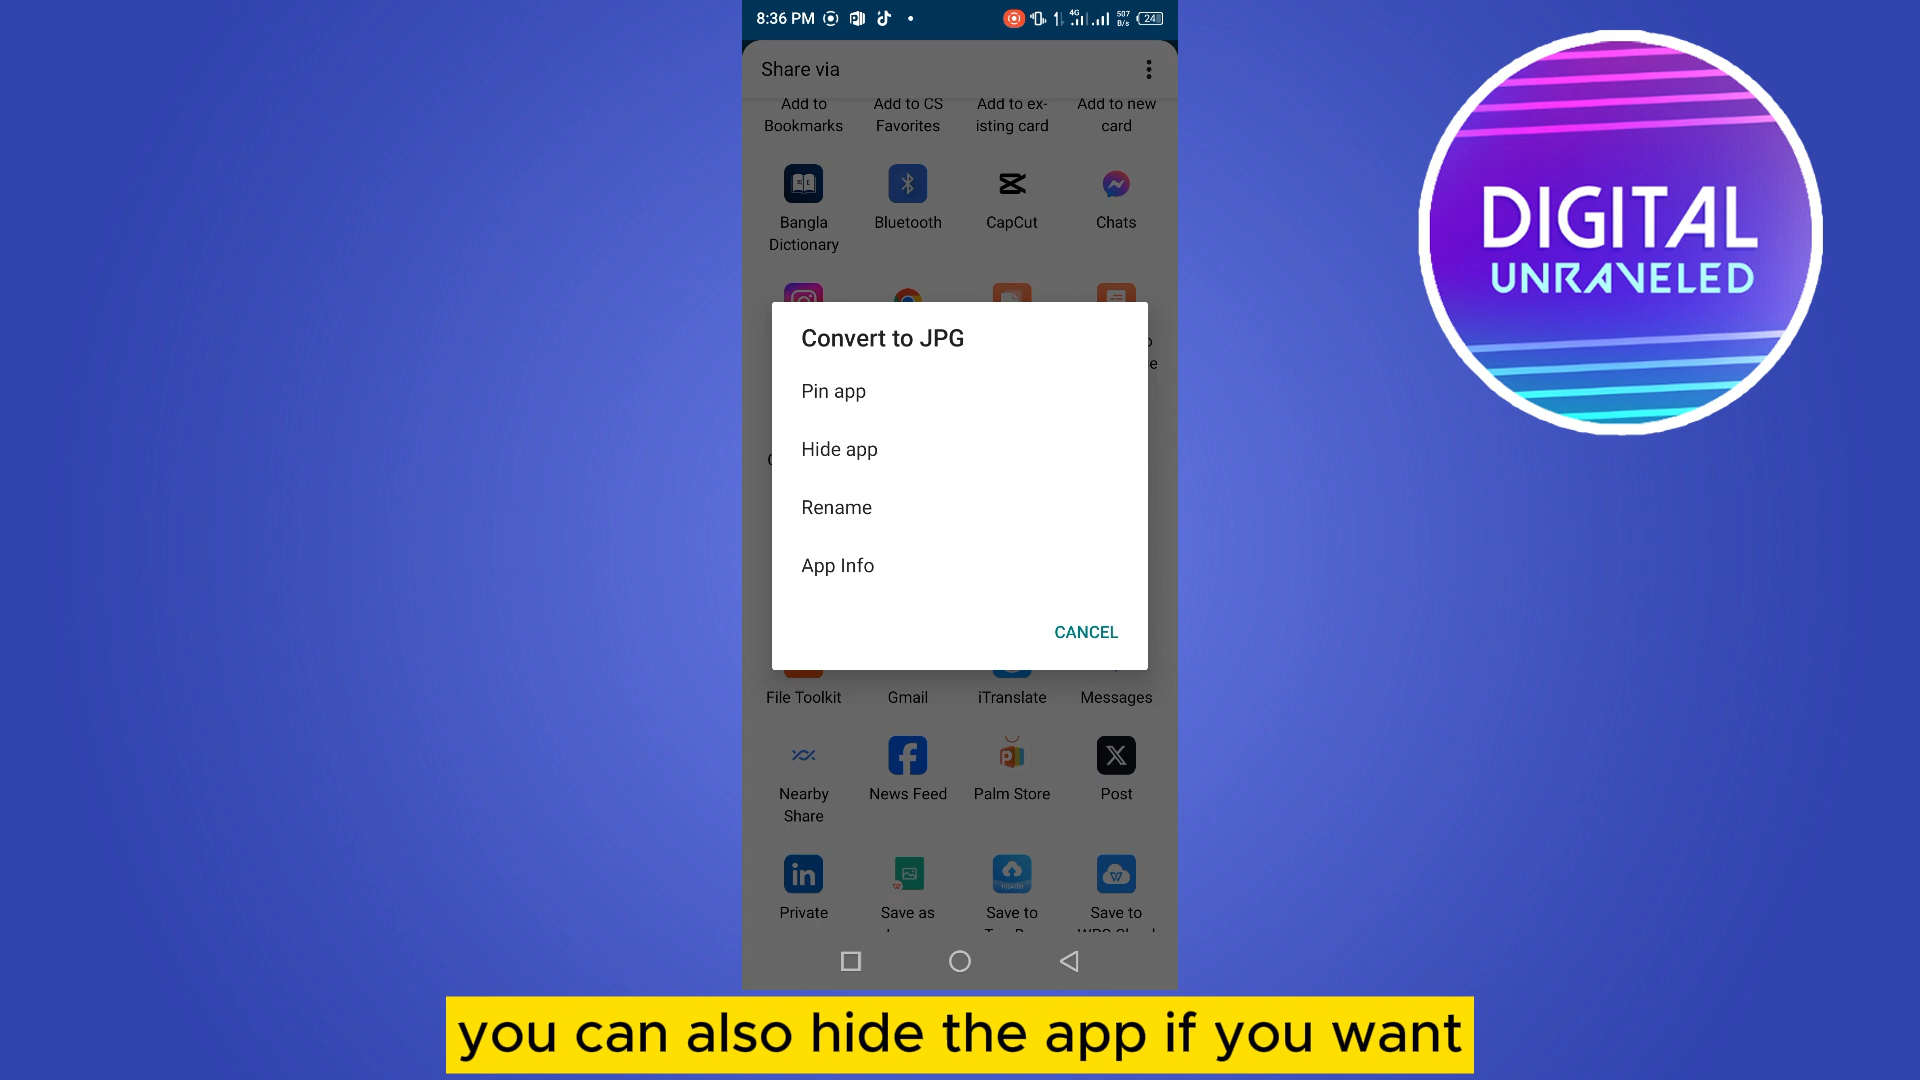 8:36 PM
4G
507
B/s
24
Share via
Add to
Bookmarks
Add to CS
Favorites
Add to ex-
isting card
Add to new
card
Bangla
Dictionary
Bluetooth
CapCut
Chats
DIGITAL
UNRAVELED
Convert to JPG
Pin app
Hide app
Rename
App Info
CANCEL
File Toolkit
Gmail
iTranslate
Messages
Nearby
Share
News Feed
Palm Store
Post
Private
Save as
Save to
Save to
you can also hide the app if you want